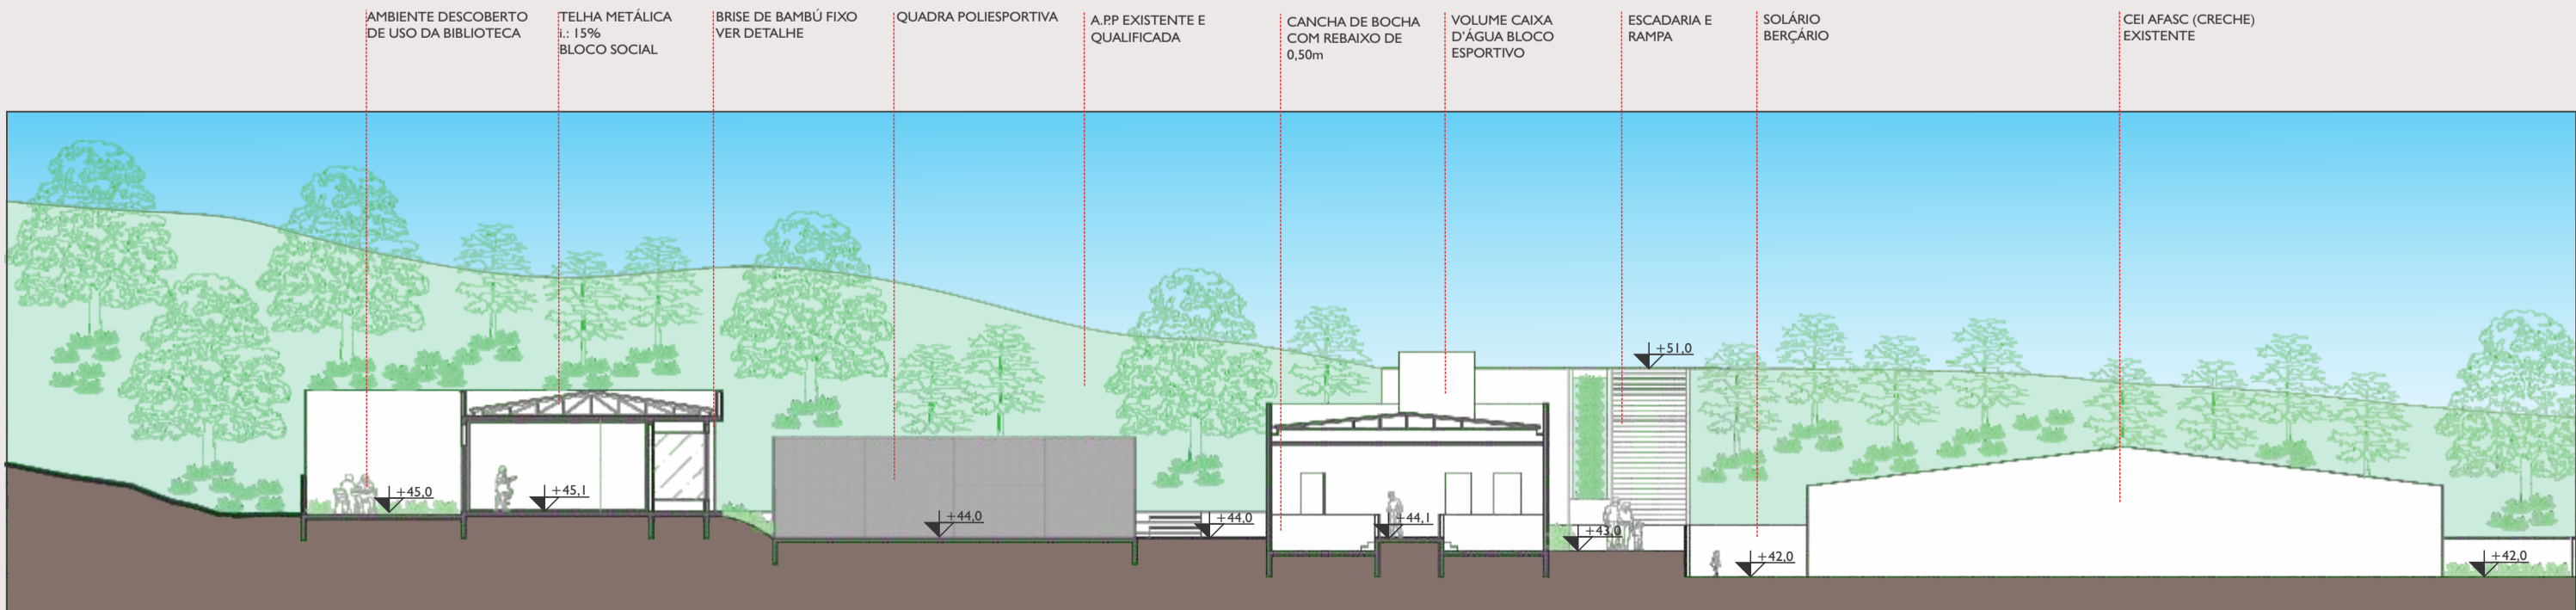 AMBIENTE DESCOBERTO
DE USO DA BIBLIOTECA
TELHA METÁLICA
i.: 15%
BLOCO SOCIAL
BRISE DE BAMBÚ FIXO
VER DETALHE
QUADRA POLIESPORTIVA
A.P.P EXISTENTE E
QUALIFICADA
CANCHA DE BOCHA
COM REBAIXO DE
0,50m
VOLUME CAIXA
D'ÁGUA BLOCO
ESPORTIVO
ESCADARIA E
RAMPA
SOLÁRIO
BERÇÁRIO
CEI AFASC (CRECHE)
EXISTENTE
+51,0
+45,0
+45,1
+44,0
+44,0
+44,1
+43,0
+42,0
+42,0